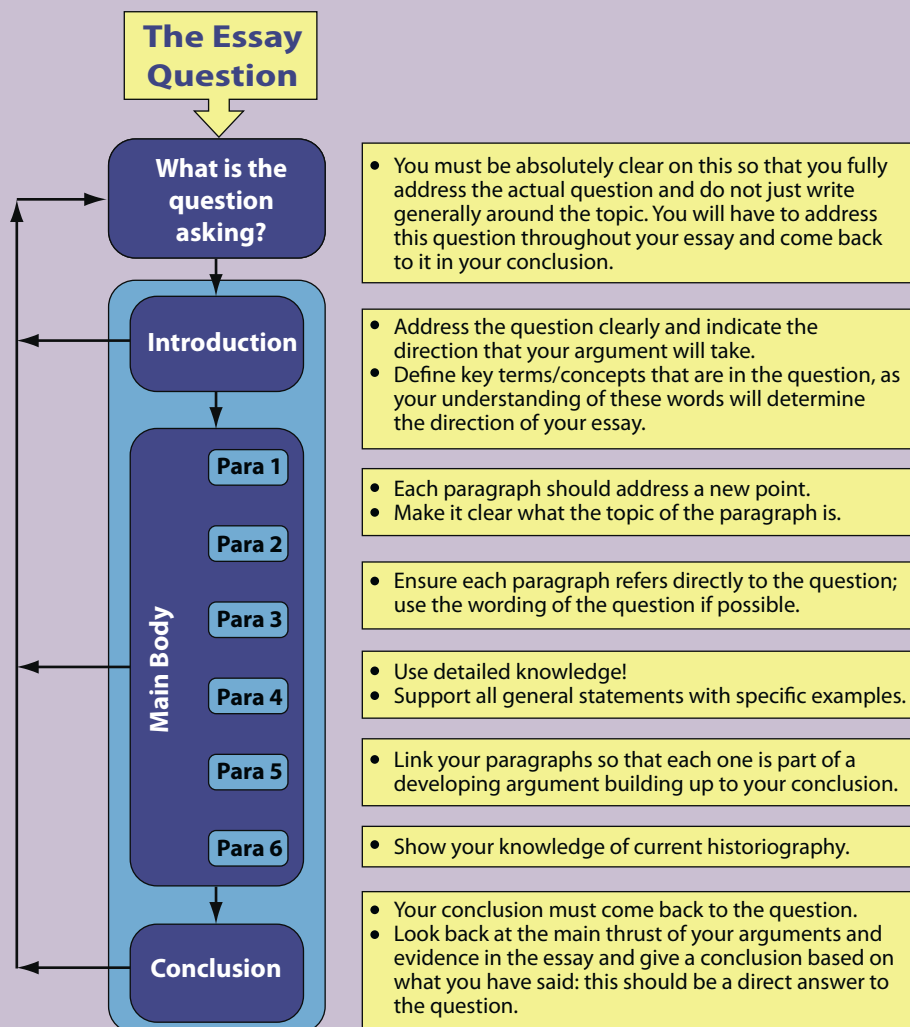 The Essay
Question
What is the
question
asking?
• You must be absolutely clear on this so that you fully
address the actual question and do not just write
generally around the topic. You will have to address
this question throughout your essay and come back
to it in your conclusion.
Introduction
• Address the question clearly and indicate the
direction that your argument will take.
• Define key terms/concepts that are in the question, as
your understanding of these words will determine
the direction of your essay.
Main Body
Para 1
• Each paragraph should address a new point.
• Make it clear what the topic of the paragraph is.
Para 2
• Ensure each paragraph refers directly to the question;
use the wording of the question if possible.
Para 3
• Use detailed knowledge!
• Support all general statements with specific examples.
Para 4
• Link your paragraphs so that each one is part of a
developing argument building up to your conclusion.
Para 5
• Show your knowledge of current historiography.
Para 6
Conclusion
• Your conclusion must come back to the question.
• Look back at the main thrust of your arguments and
evidence in the essay and give a conclusion based on
what you have said: this should be a direct answer to
the question.